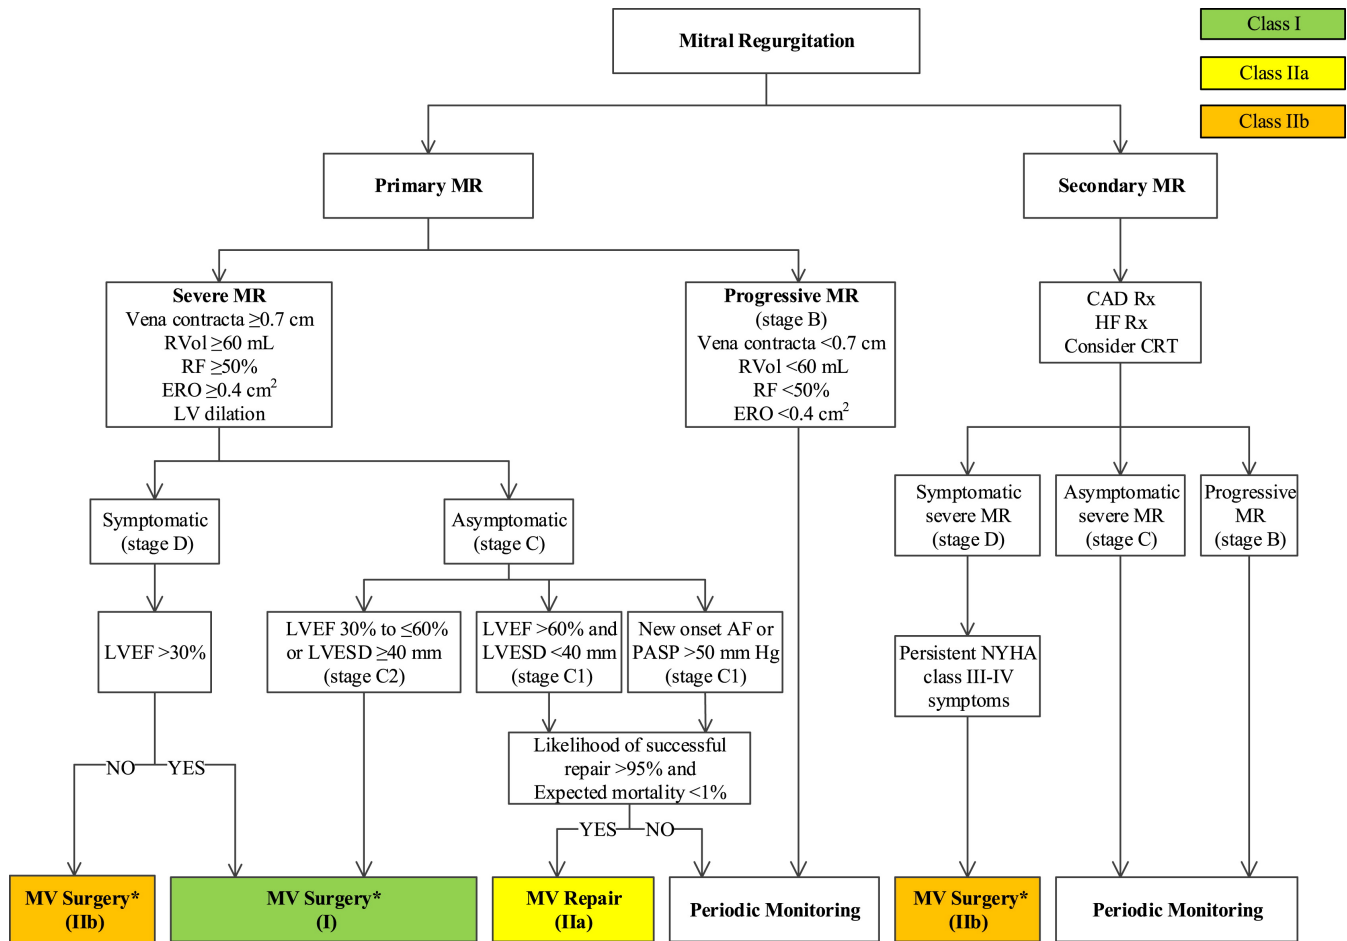 Mitral Regurgitation
Class I
Class IIa
Class IIb
Primary MR
Secondary MR
Severe MR
Vena contracta ≥0.7 cm
RVol ≥60 mL
RF ≥50%
ERO ≥0.4 cm²
LV dilation
Progressive MR
(stage B)
Vena contracta <0.7 cm
RVol <60 mL
RF <50%
ERO <0.4 cm²
CAD Rx
HF Rx
Consider CRT
Symptomatic
(stage D)
Asymptomatic
(stage C)
Symptomatic
severe MR
(stage D)
Asymptomatic
severe MR
(stage C)
Progressive
MR
(stage B)
LVEF >30%
LVEF 30% to ≤60%
or LVESD ≥40 mm
(stage C2)
LVEF >60% and
LVESD <40 mm
(stage C1)
New onset AF or
PASP >50 mm Hg
(stage C1)
Persistent NYHA
class III-IV
symptoms
Likelihood of successful
repair >95% and
Expected mortality <1%
NO
YES
YES
NO
MV Surgery*
(IIb)
MV Surgery*
(I)
MV Repair
(IIa)
Periodic Monitoring
MV Surgery*
(IIb)
Periodic Monitoring